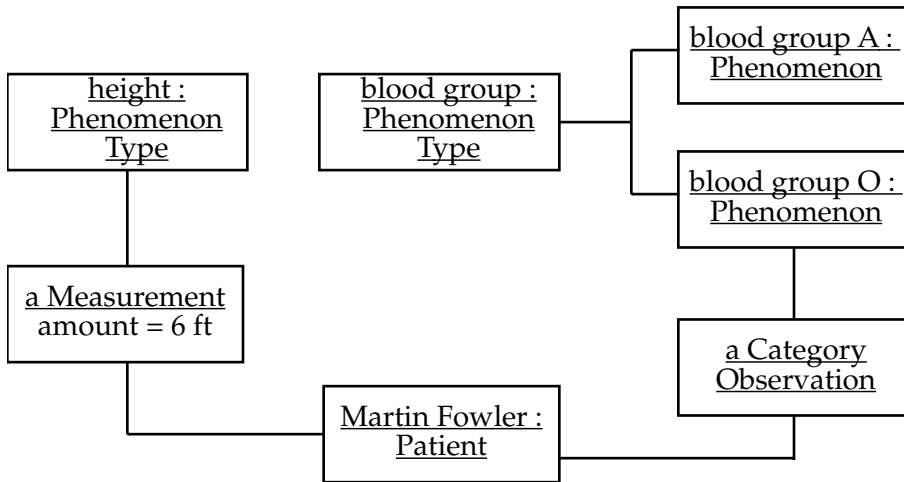 blood group A :
Phenomenon
height :
Phenomenon
Type
blood group :
Phenomenon
Type
blood group O :
Phenomenon
a Measurement
amount = 6 ft
a Category
Observation
Martin Fowler :
Patient